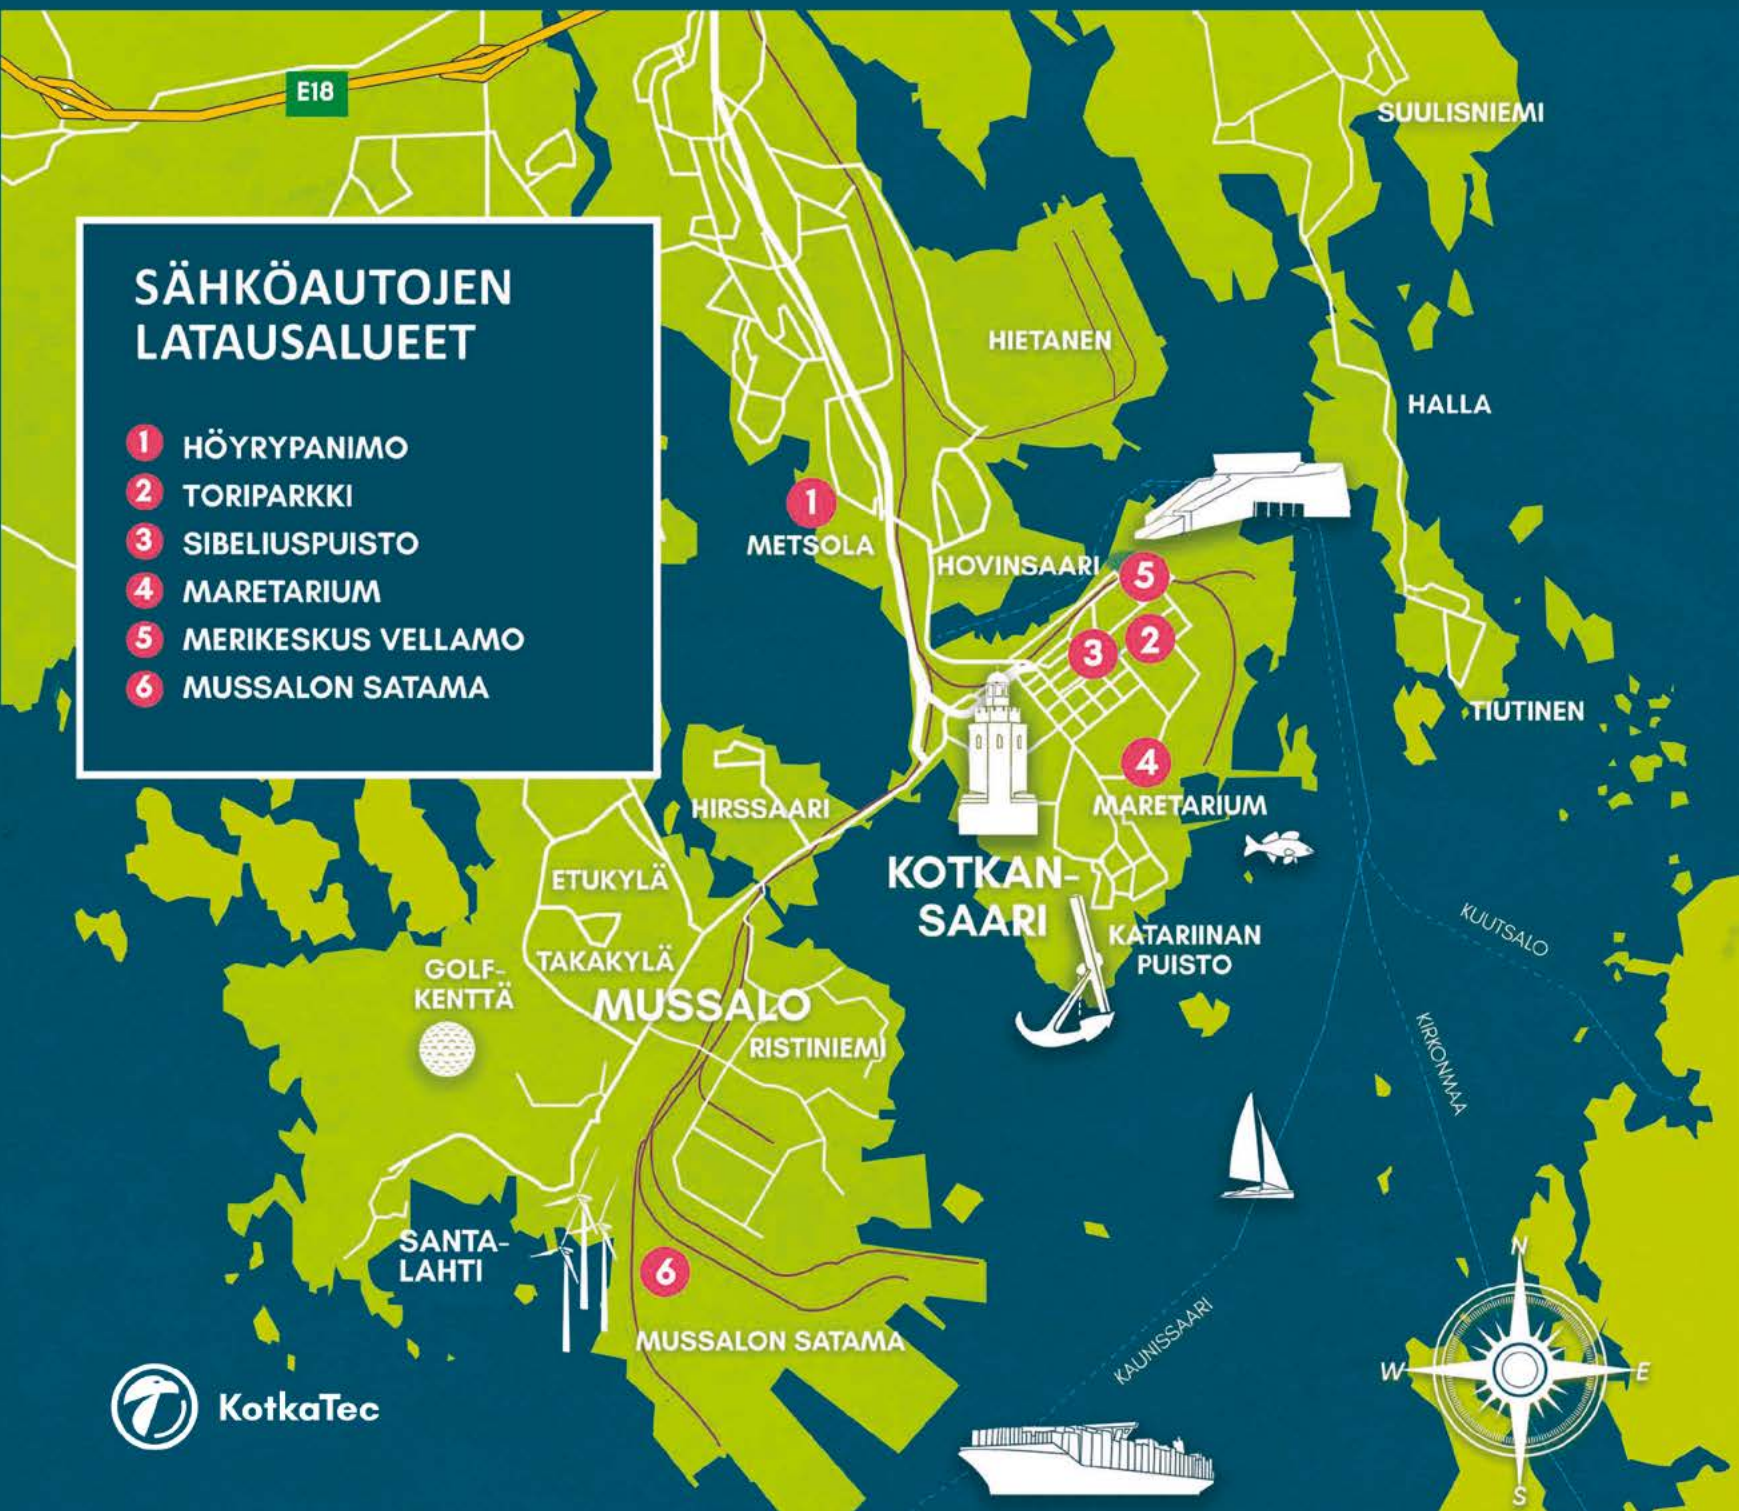 E18
SUULISNIEMI
SÄHKÖAUTOJEN
LATAUSALUEET
1 HÖYRYPANIMO
2 TORIPARKKI
3 SIBELIUSPUISTO
4 MARETARIUM
5 MERIKESKUS VELLAMO
6 MUSSALON SATAMA
HIETANEN
HALLA
1
METSOLA
HOVINSAARI
5
2
3
TIUTINEN
4
MARETARIUM
HIRSSAARI
ETUKYLÄ
KOTKAN-
SAARI
KATARIINAN
PUISTO
KUUTSALO
TAKAKYLÄ
GOLF-
KENTTÄ
MUSSALO
RISTINIEMI
KIRKONMAA
SANTA-
LAHTI
6
MUSSALON SATAMA
KAUNISSAARI
N
W
E
S
KotkaTec